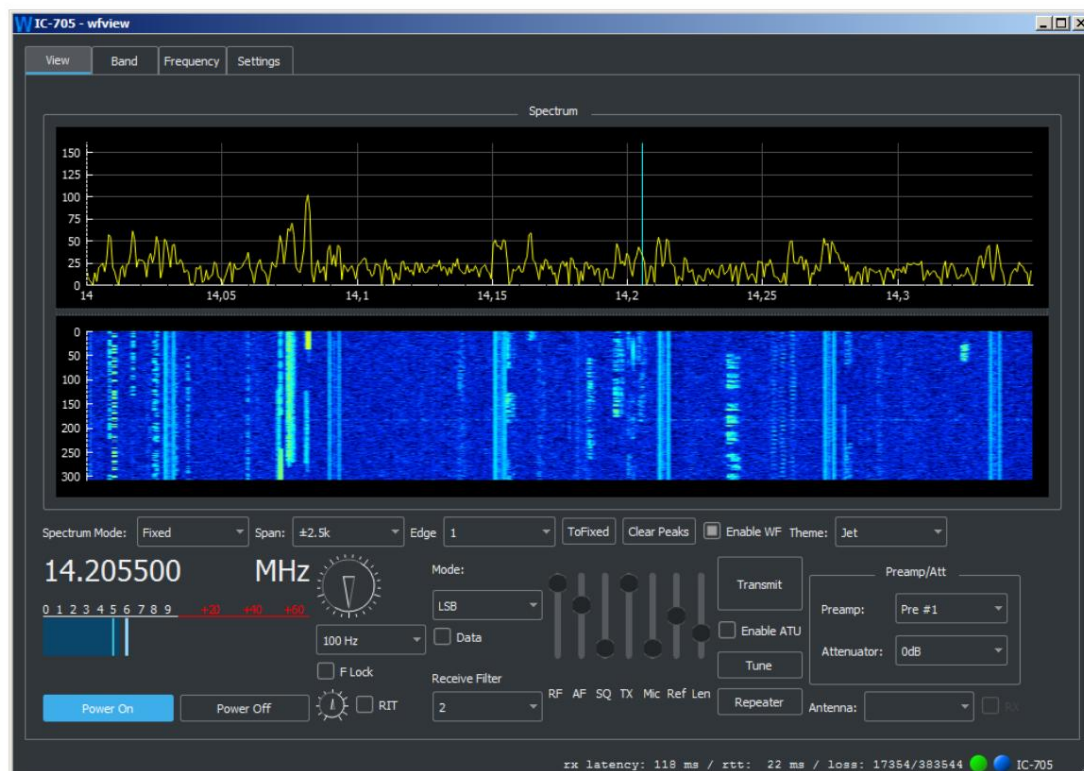 IC-705 - wfview
View Band Frequency Settings
Spectrum
150
125
100
75
50
25
0
14 14,05 14,1 14,15 14,2 14,25 14,3
0
50
100
150
200
250
300
Spectrum Mode: Fixed Span: ±2.5k Edge 1 ToFixed Clear Peaks Enable WF Theme: Jet
14.205500 MHz
0 1 2 3 4 5 6 7 8 9 +20 +40 +60
100 Hz
F Lock
Power On Power Off RIT
Mode:
LSB
Data
Receive Filter
2
RF AF SQ TX Mic Ref Len
Transmit
Enable ATU
Tune
Repeater
Preamp/Att
Preamp: Pre #1
Attenuator: 0dB
Antenna: RX
rx latency: 118 ms / rtt: 22 ms / loss: 17354/383544 IC-705